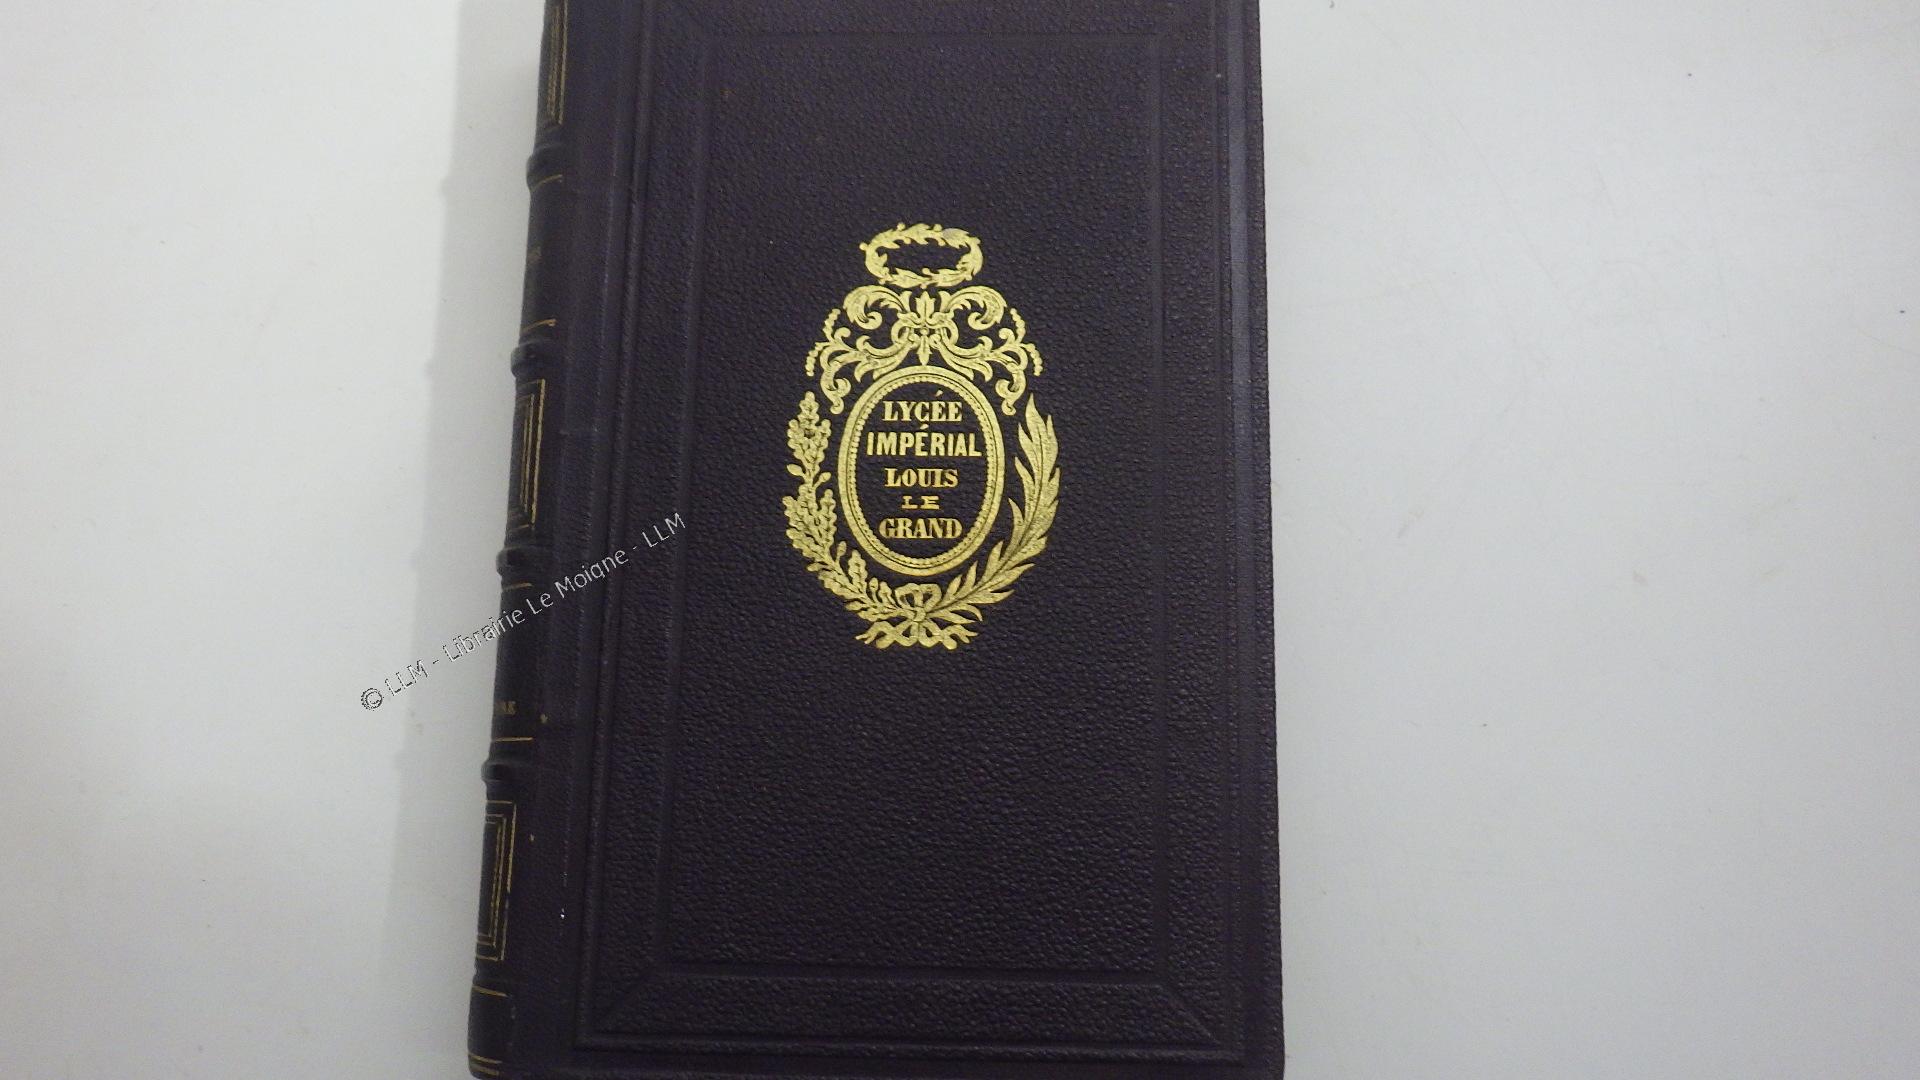 LYCÉE
IMPÉRIAL
LOUIS
LE
GRAND
© LLM - Librairie Le Moigne - LLM